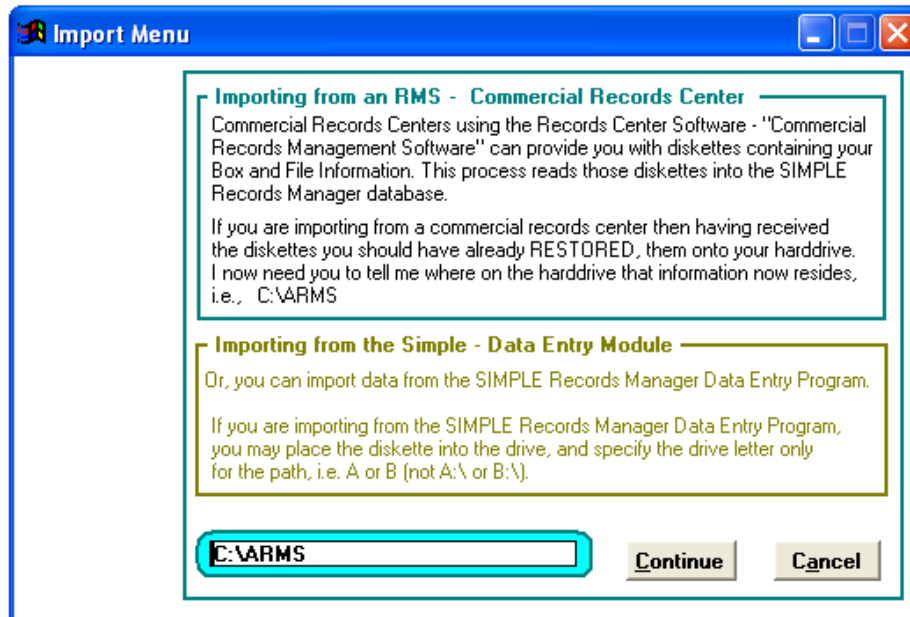 Import Menu
Importing from an RMS - Commercial Records Center
Commercial Records Centers using the Records Center Software - "Commercial
Records Management Software" can provide you with diskettes containing your
Box and File Information. This process reads those diskettes into the SIMPLE
Records Manager database.
If you are importing from a commercial records center then having received
the diskettes you should have already RESTORED, them onto your harddrive.
I now need you to tell me where on the harddrive that information now resides,
i.e., C:\ARMS
Importing from the Simple - Data Entry Module
Or, you can import data from the SIMPLE Records Manager Data Entry Program.
If you are importing from the SIMPLE Records Manager Data Entry Program,
you may place the diskette into the drive, and specify the drive letter only
for the path, i.e. A or B (not A:\ or B:\).
C:\ARMS
Continue
Cancel